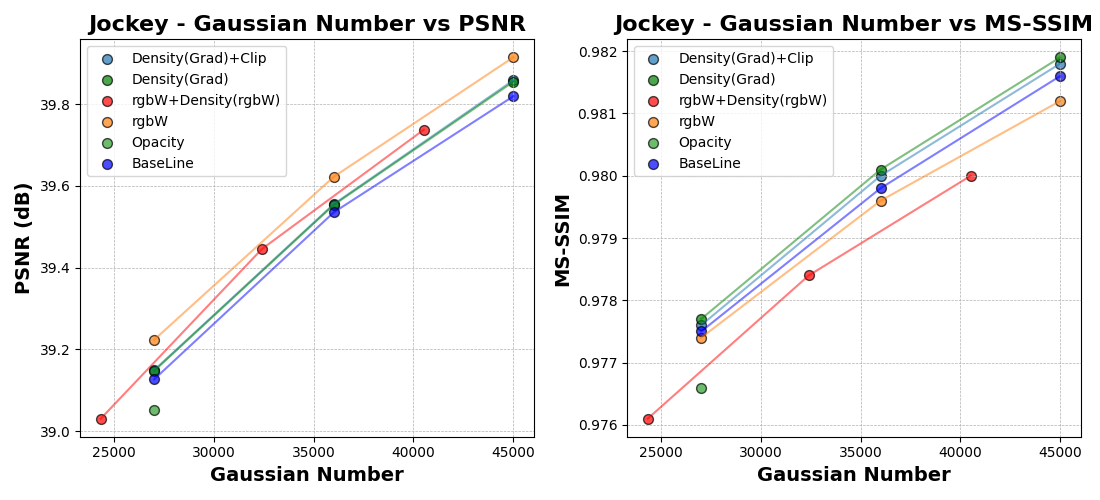 Jockey - Gaussian Number vs PSNR
Density(Grad)+Clip
Density(Grad)
rgbW+Density(rgbW)
rgbW
Opacity
BaseLine
39.8
39.6
39.4
39.2
39.0
PSNR (dB)
25000 30000 35000 40000 45000
Gaussian Number
Jockey - Gaussian Number vs MS-SSIM
Density(Grad)+Clip
Density(Grad)
rgbW+Density(rgbW)
rgbW
Opacity
BaseLine
0.982
0.981
0.980
0.979
0.978
0.977
0.976
MS-SSIM
25000 30000 35000 40000 45000
Gaussian Number